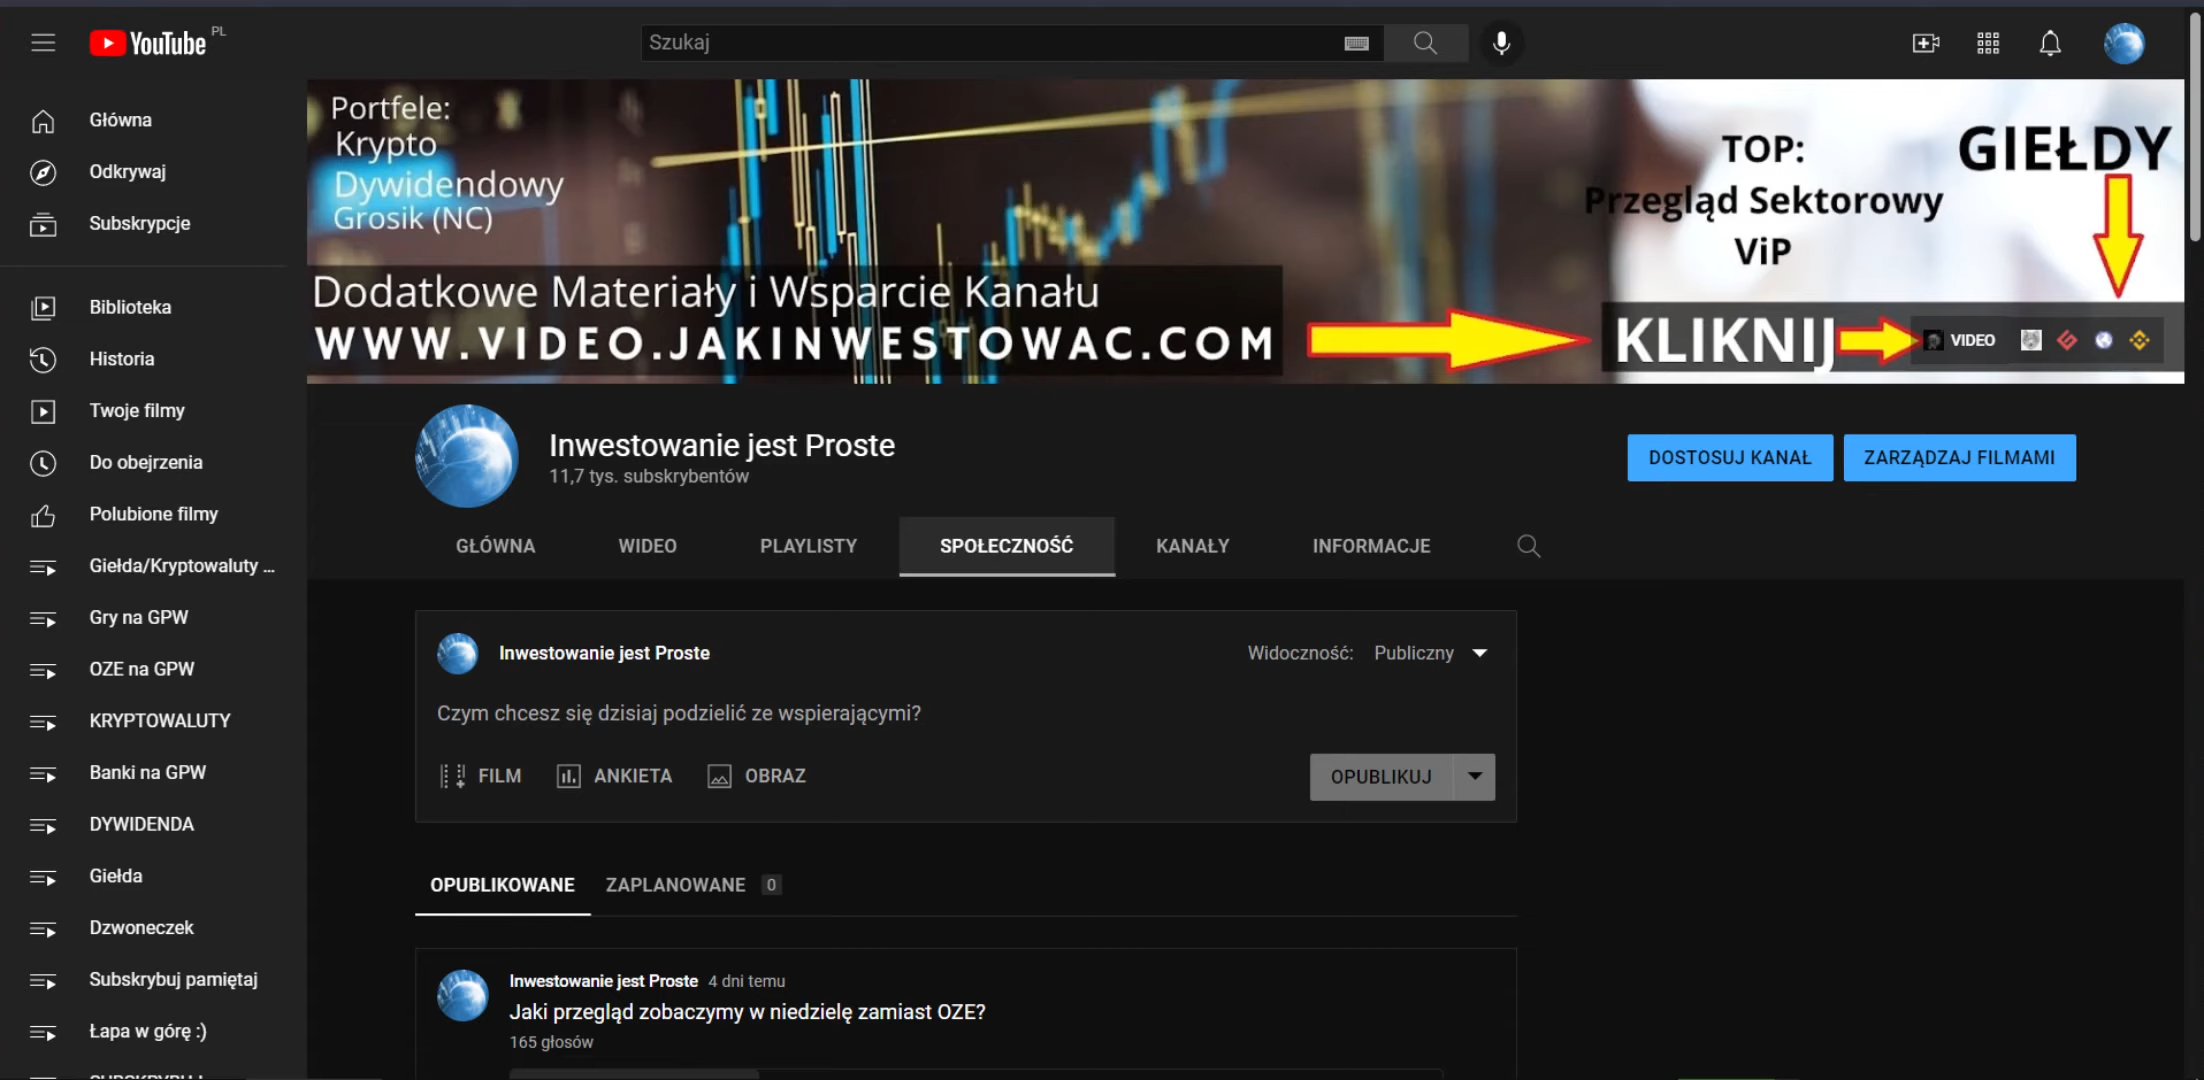 YouTube PL
Szukaj
Główna
Odkrywaj
Subskrypcje
Biblioteka
Historia
Twoje filmy
Do obejrzenia
Polubione filmy
Giełda/Kryptowaluty ...
Gry na GPW
OZE na GPW
KRYPTOWALUTY
Banki na GPW
DYWIDENDA
Giełda
Dzwoneczek
Subskrybuj pamiętaj
Łapa w górę :)
Portfele:
Krypto
Dywidendowy
Grosik (NC)
Dodatkowe Materiały i Wsparcie Kanału
WWW.VIDEO.JAKINWESTOWAC.COM
TOP:
Przegląd Sektorowy
ViP
GIEŁDY
KLIKNIJ
VIDEO
Inwestowanie jest Proste
11,7 tys. subskrybentów
DOSTOSUJ KANAŁ
ZARZĄDZAJ FILMAMI
GŁÓWNA
WIDEO
PLAYLISTY
SPOŁECZNOŚĆ
KANAŁY
INFORMACJE
Inwestowanie jest Proste
Widoczność: Publiczny
Czym chcesz się dzisiaj podzielić ze wspierającymi?
FILM
ANKIETA
OBRAZ
OPUBLIKUJ
OPUBLIKOWANE
ZAPLANOWANE 0
Inwestowanie jest Proste 4 dni temu
Jaki przegląd zobaczymy w niedzielę zamiast OZE?
165 głosów